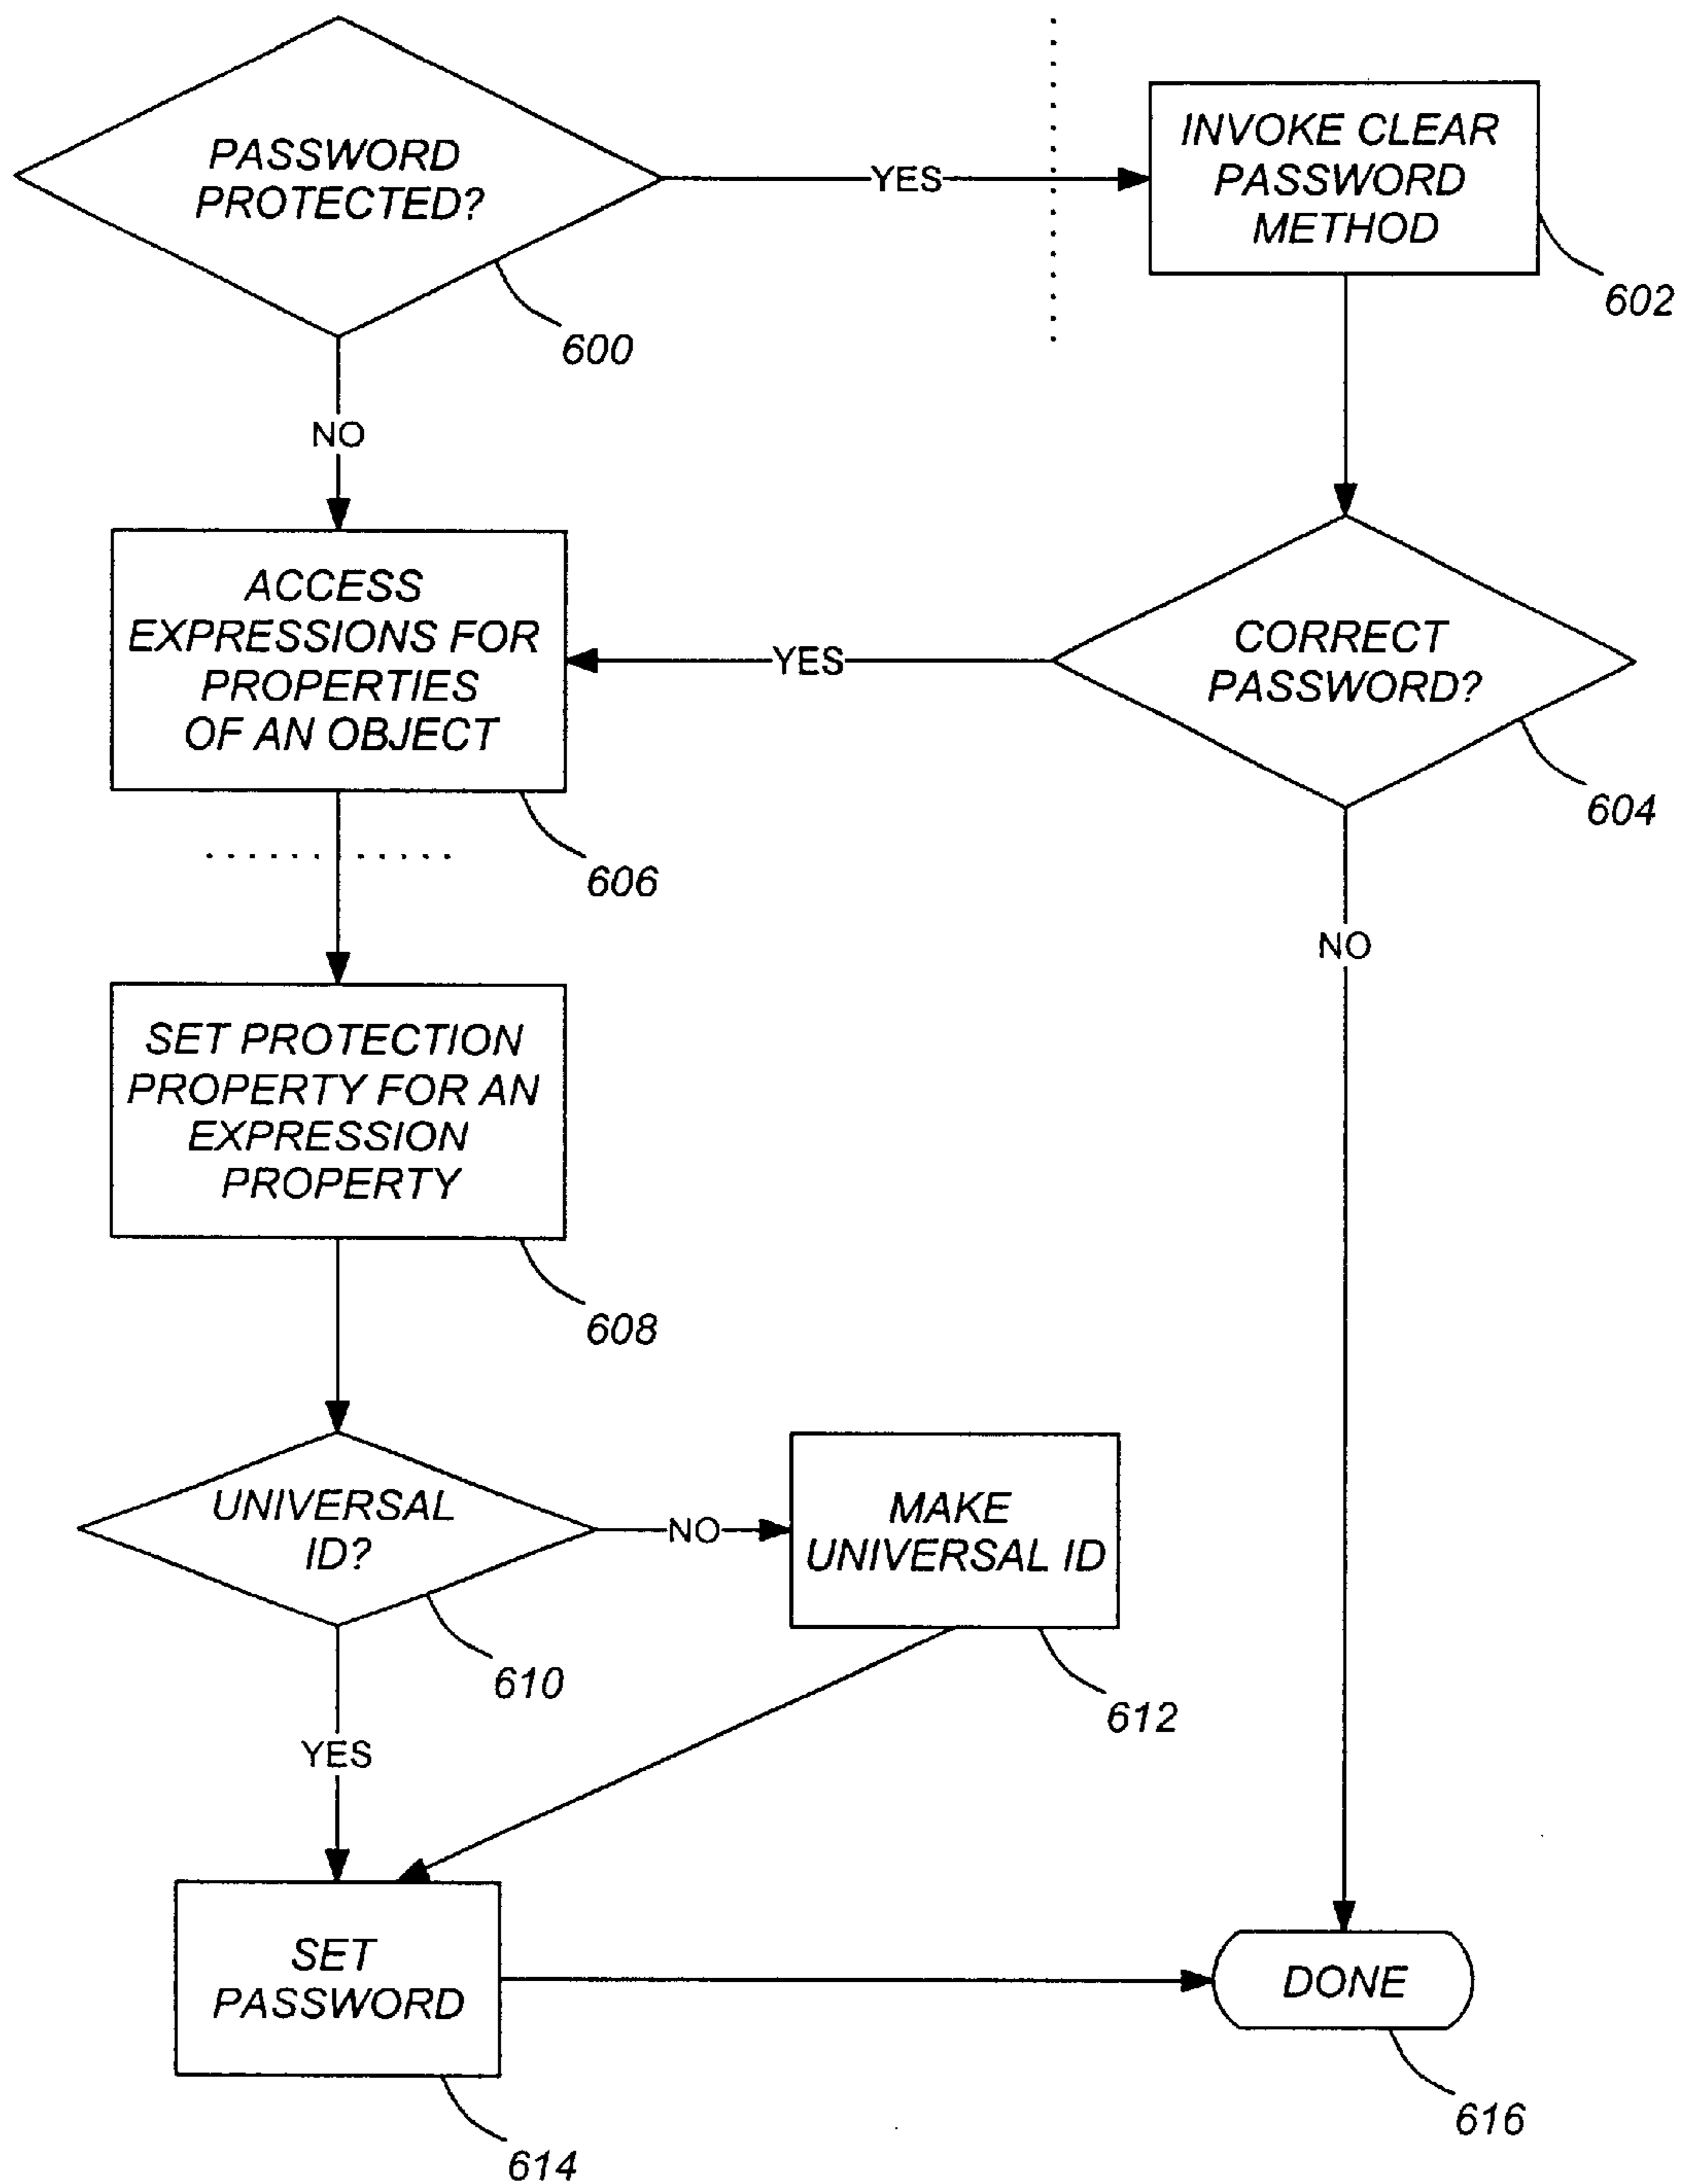 PASSWORD
PROTECTED?
600
YES
INVOKE CLEAR
PASSWORD
METHOD
602
NO
ACCESS
EXPRESSIONS FOR
PROPERTIES
OF AN OBJECT
606
YES
CORRECT
PASSWORD?
604
NO
SET PROTECTION
PROPERTY FOR AN
EXPRESSION
PROPERTY
608
UNIVERSAL
ID?
610
NO
MAKE
UNIVERSAL ID
612
YES
SET
PASSWORD
614
DONE
616